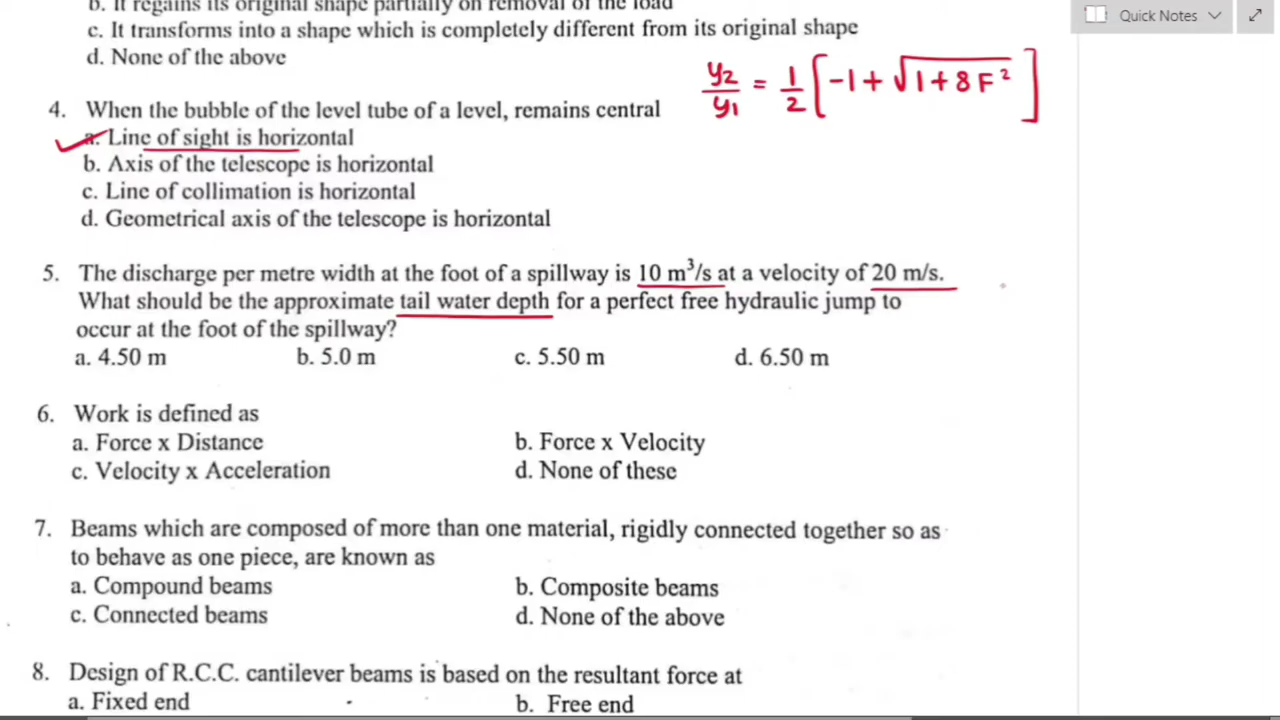 b. It regains its original shape partially on removal of the load
c. It transforms into a shape which is completely different from its original shape
d. None of the above
Quick Notes
y₂/y₁ = 1/2 [-1 + √1 + 8F²]
4. When the bubble of the level tube of a level, remains central
a. Line of sight is horizontal
b. Axis of the telescope is horizontal
c. Line of collimation is horizontal
d. Geometrical axis of the telescope is horizontal
5. The discharge per metre width at the foot of a spillway is 10 m³/s at a velocity of 20 m/s.
What should be the approximate tail water depth for a perfect free hydraulic jump to
occur at the foot of the spillway?
a. 4.50 m b. 5.0 m c. 5.50 m d. 6.50 m
6. Work is defined as
a. Force x Distance b. Force x Velocity
c. Velocity x Acceleration d. None of these
7. Beams which are composed of more than one material, rigidly connected together so as
to behave as one piece, are known as
a. Compound beams b. Composite beams
c. Connected beams d. None of the above
8. Design of R.C.C. cantilever beams is based on the resultant force at
a. Fixed end b. Free end